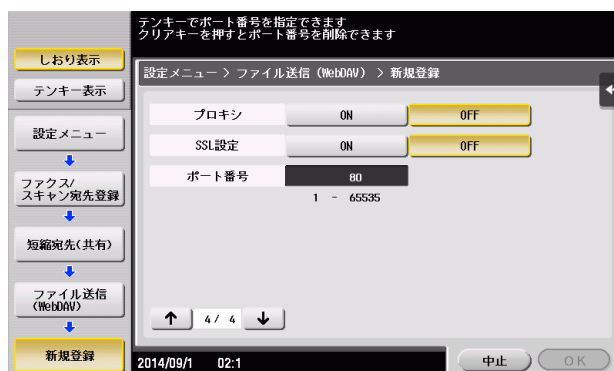 テンキーでポート番号を指定できます
クリアキーを押すとポート番号を削除できます
しおり表示
テンキー表示
設定メニュー
ファクス/
スキャン宛先登録
短縮宛先(共有)
ファイル送信
(WebDAV)
新規登録
設定メニュー > ファイル送信 (WebDAV) > 新規登録
プロキシ ON OFF
SSL設定 ON OFF
ポート番号 80
1 - 65535
↑ 4/ 4 ↓
2014/09/1 02:1
中止 OK